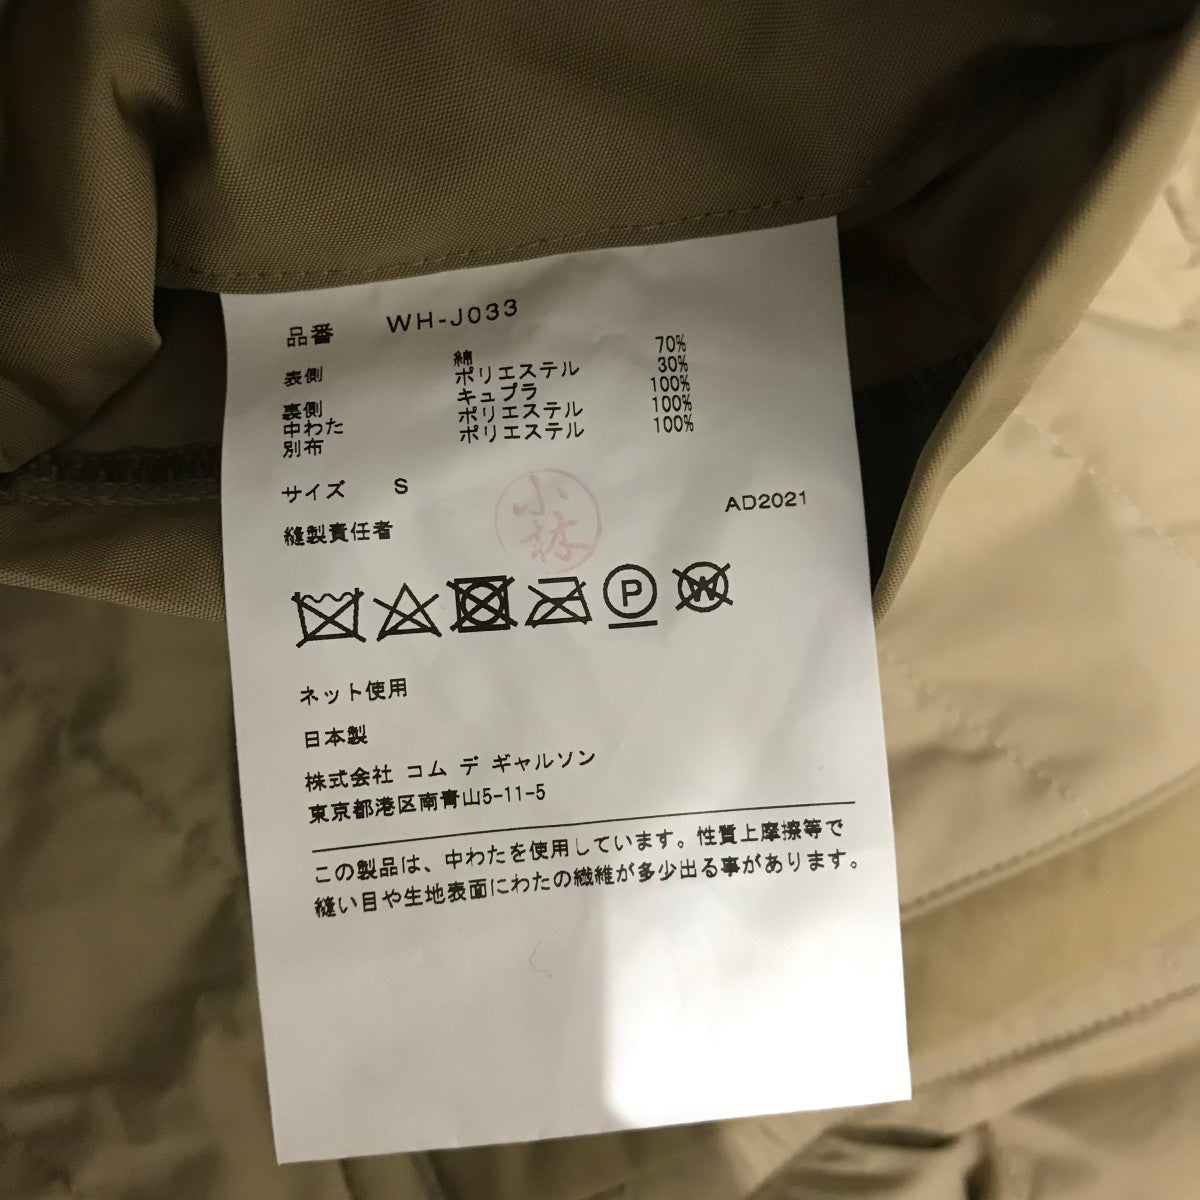 品番 WH-J033
表側 綿 70%
ポリエステル 30%
裏側 キュプラ 100%
中わた ポリエステル 100%
別布 ポリエステル 100%
サイズ S
AD2021
縫製責任者 小林
P W
ネット使用
日本製
株式会社 コム デ ギャルソン
東京都港区南青山5-11-5
この製品は、中わたを使用しています。性質上摩擦等で
縫い目や生地表面にわたの繊維が多少出る事があります。